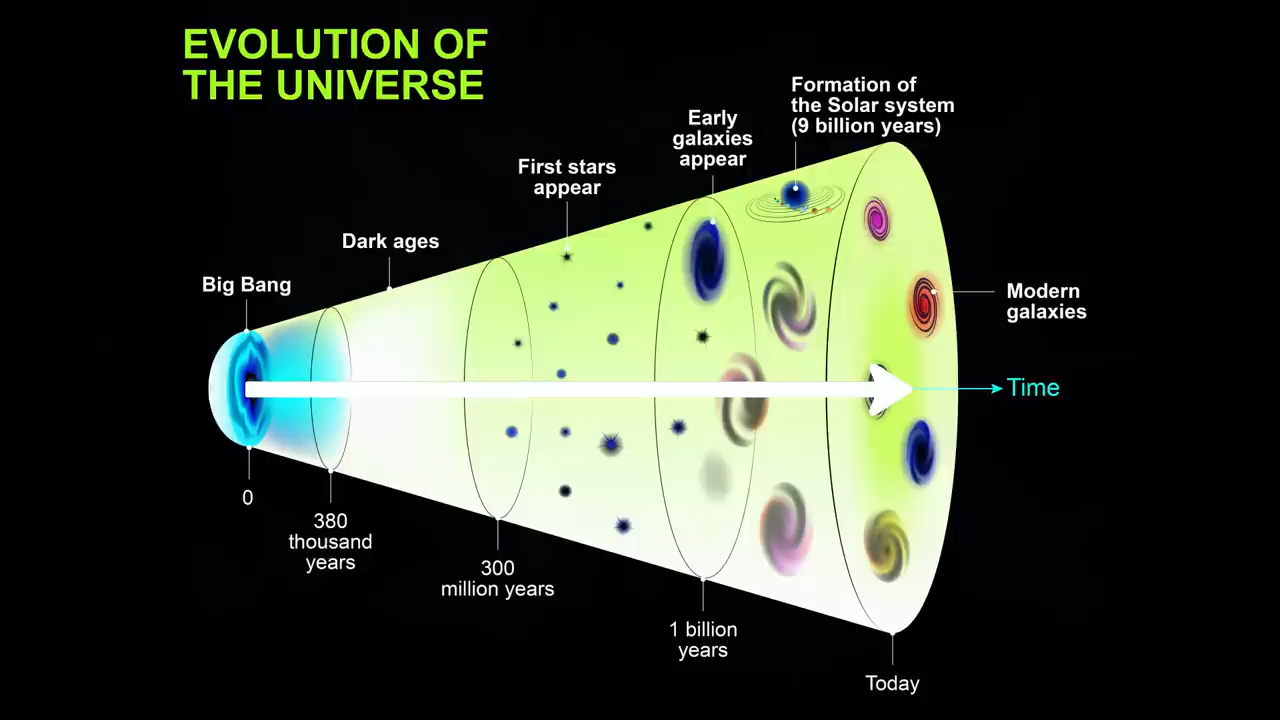 EVOLUTION OF
THE UNIVERSE
Formation of
the Solar system
(9 billion years)
Early
galaxies
appear
First stars
appear
Dark ages
Big Bang
Modern
galaxies
Time
0
380
thousand
years
300
million years
1 billion
years
Today